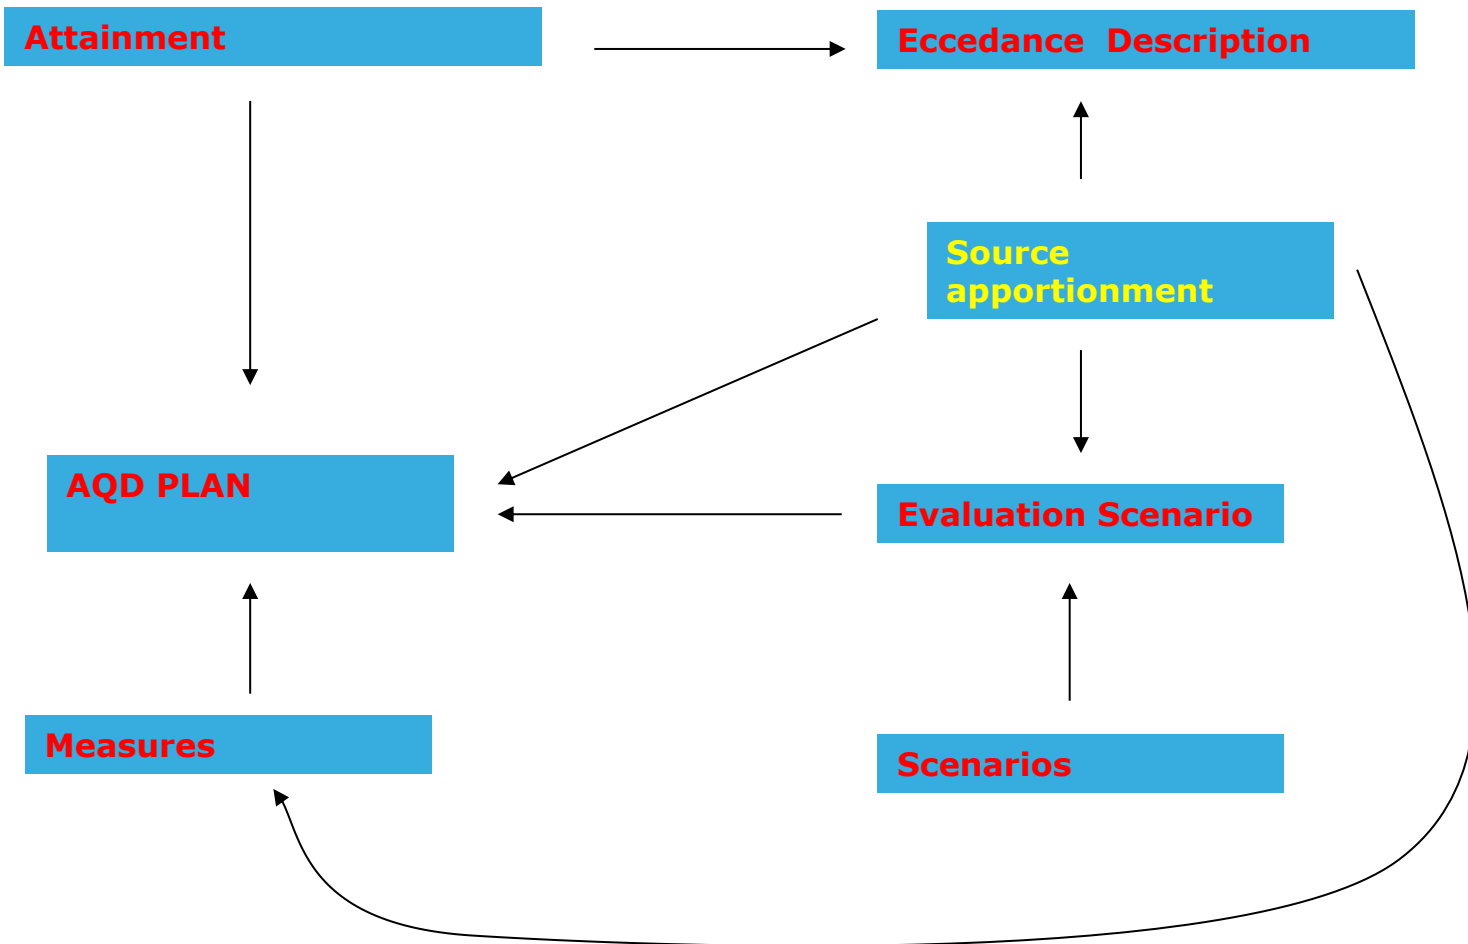 Attainment
Eccedance  Description
Source
apportionment
AQD PLAN
Evaluation Scenario
Measures
Scenarios